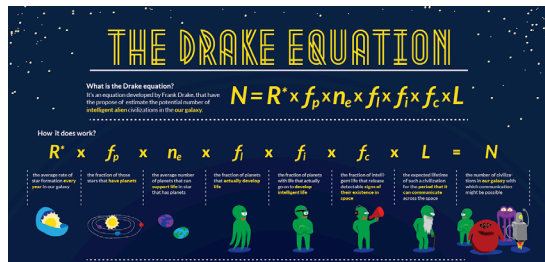 THE DRAKE EQUATION
What is the Drake equation?
It's an equation developed by Frank Drake, that have
the propose of estimate the potential number of
intelligent alien civilizations in the our galaxy.
N = R* x fp x ne x fl x fi x fc x L
How it does work?
R* x fp x ne x fl x fi x fc x L = N
the average rate of
star formation every
year in our galaxy
the fraction of those
stars that have planets
the average number
of planets that can
support life in star
that has planets
the fraction of planets
that actually develop
life
the fraction of planets
with life that actually
go on to develop
intelligent life
the fraction of intelli-
gent life that release
detectable signs of
their existence in
space
the expected lifetime
of such a civilization
for the period that it
can communicate
across the space
the number of civiliza-
tions in our galaxy with
which communication
might be possible